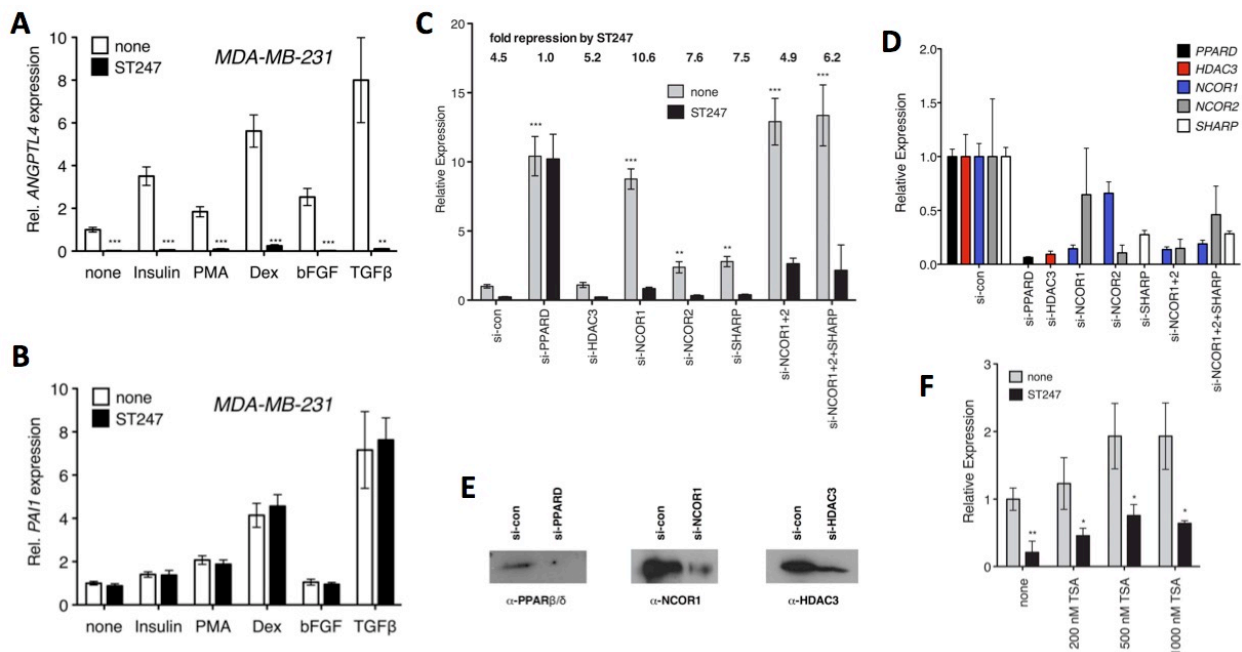 A
none
ST247
MDA-MB-231
Rel. ANGPTL4 expression
10
8
6
4
2
0
*** *** *** *** *** **
none Insulin PMA Dex bFGF TGFβ
B
none
ST247
MDA-MB-231
Rel. PAI1 expression
10
8
6
4
2
0
none Insulin PMA Dex bFGF TGFβ
C
fold repression by ST247
4.5 1.0 5.2 10.6 7.6 7.5 4.9 6.2
none
ST247
Relative Expression
20
15
10
5
0
*** *** ** ** *** ***
si-con
si-PPARD
si-HDAC3
si-NCOR1
si-NCOR2
si-SHARP
si-NCOR1+2
si-NCOR1+2+SHARP
D
PPARD
HDAC3
NCOR1
NCOR2
SHARP
Relative Expression
2.0
1.5
1.0
0.5
0.0
si-con
si-PPARD
si-HDAC3
si-NCOR1
si-NCOR2
si-SHARP
si-NCOR1+2
si-NCOR1+2+SHARP
E
si-con si-PPARD
α-PPARβ/δ
si-con si-NCOR1
α-NCOR1
si-con si-HDAC3
α-HDAC3
F
none
ST247
Relative Expression
3
2
1
0
** * * *
none
200 nM TSA
500 nM TSA
1000 nM TSA